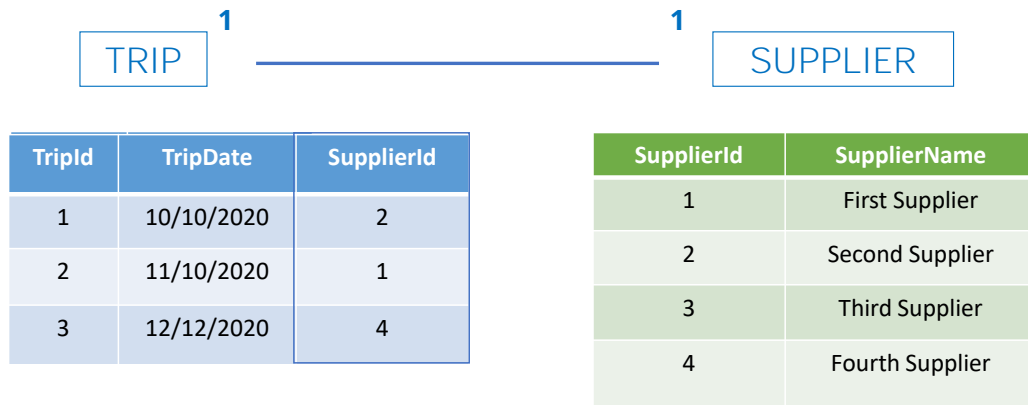 1 1
TRIP SUPPLIER
TripId TripDate SupplierId
1 10/10/2020 2
2 11/10/2020 1
3 12/12/2020 4
SupplierId SupplierName
1 First Supplier
2 Second Supplier
3 Third Supplier
4 Fourth Supplier